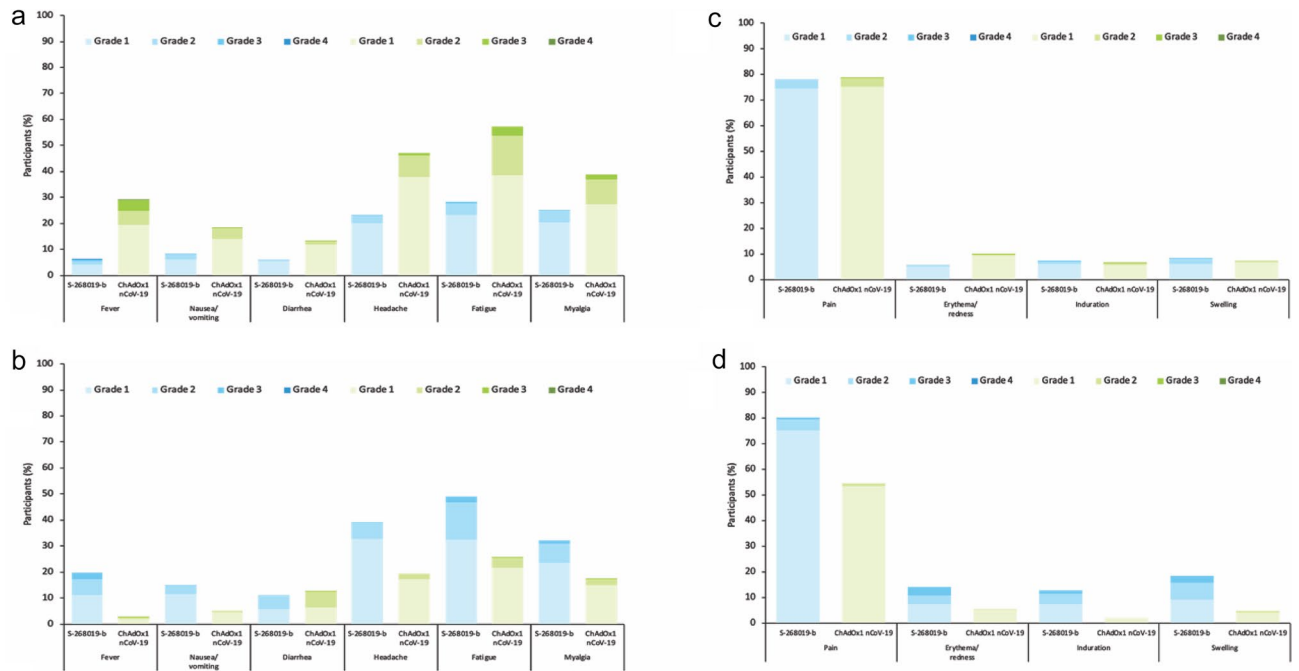 a
100
90
80
70
60
50
40
30
20
10
0
Participants (%)
Grade 1 Grade 2 Grade 3 Grade 4 Grade 1 Grade 2 Grade 3 Grade 4
S-268019-b ChAdOx1 S-268019-b ChAdOx1 S-268019-b ChAdOx1 S-268019-b ChAdOx1 S-268019-b ChAdOx1 S-268019-b ChAdOx1
nCoV-19 nCoV-19 nCoV-19 nCoV-19 nCoV-19 nCoV-19
Fever Nausea/ Diarrhea Headache Fatigue Myalgia
vomiting
c
100
90
80
70
60
50
40
30
20
10
0
Participants (%)
Grade 1 Grade 2 Grade 3 Grade 4 Grade 1 Grade 2 Grade 3 Grade 4
S-268019-b ChAdOx1 nCoV-19 S-268019-b ChAdOx1 nCoV-19 S-268019-b ChAdOx1 nCoV-19 S-268019-b ChAdOx1 nCoV-19
Pain Erythema/ Induration Swelling
redness
b
100
90
80
70
60
50
40
30
20
10
0
Participants (%)
Grade 1 Grade 2 Grade 3 Grade 4 Grade 1 Grade 2 Grade 3 Grade 4
S-268019-b ChAdOx1 S-268019-b ChAdOx1 S-268019-b ChAdOx1 S-268019-b ChAdOx1 S-268019-b ChAdOx1 S-268019-b ChAdOx1
nCoV-19 nCoV-19 nCoV-19 nCoV-19 nCoV-19 nCoV-19
Fever Nausea/ Diarrhea Headache Fatigue Myalgia
vomiting
d
100
90
80
70
60
50
40
30
20
10
0
Participants (%)
Grade 1 Grade 2 Grade 3 Grade 4 Grade 1 Grade 2 Grade 3 Grade 4
S-268019-b ChAdOx1 nCoV-19 S-268019-b ChAdOx1 nCoV-19 S-268019-b ChAdOx1 nCoV-19 S-268019-b ChAdOx1 nCoV-19
Pain Erythema/ Induration Swelling
redness